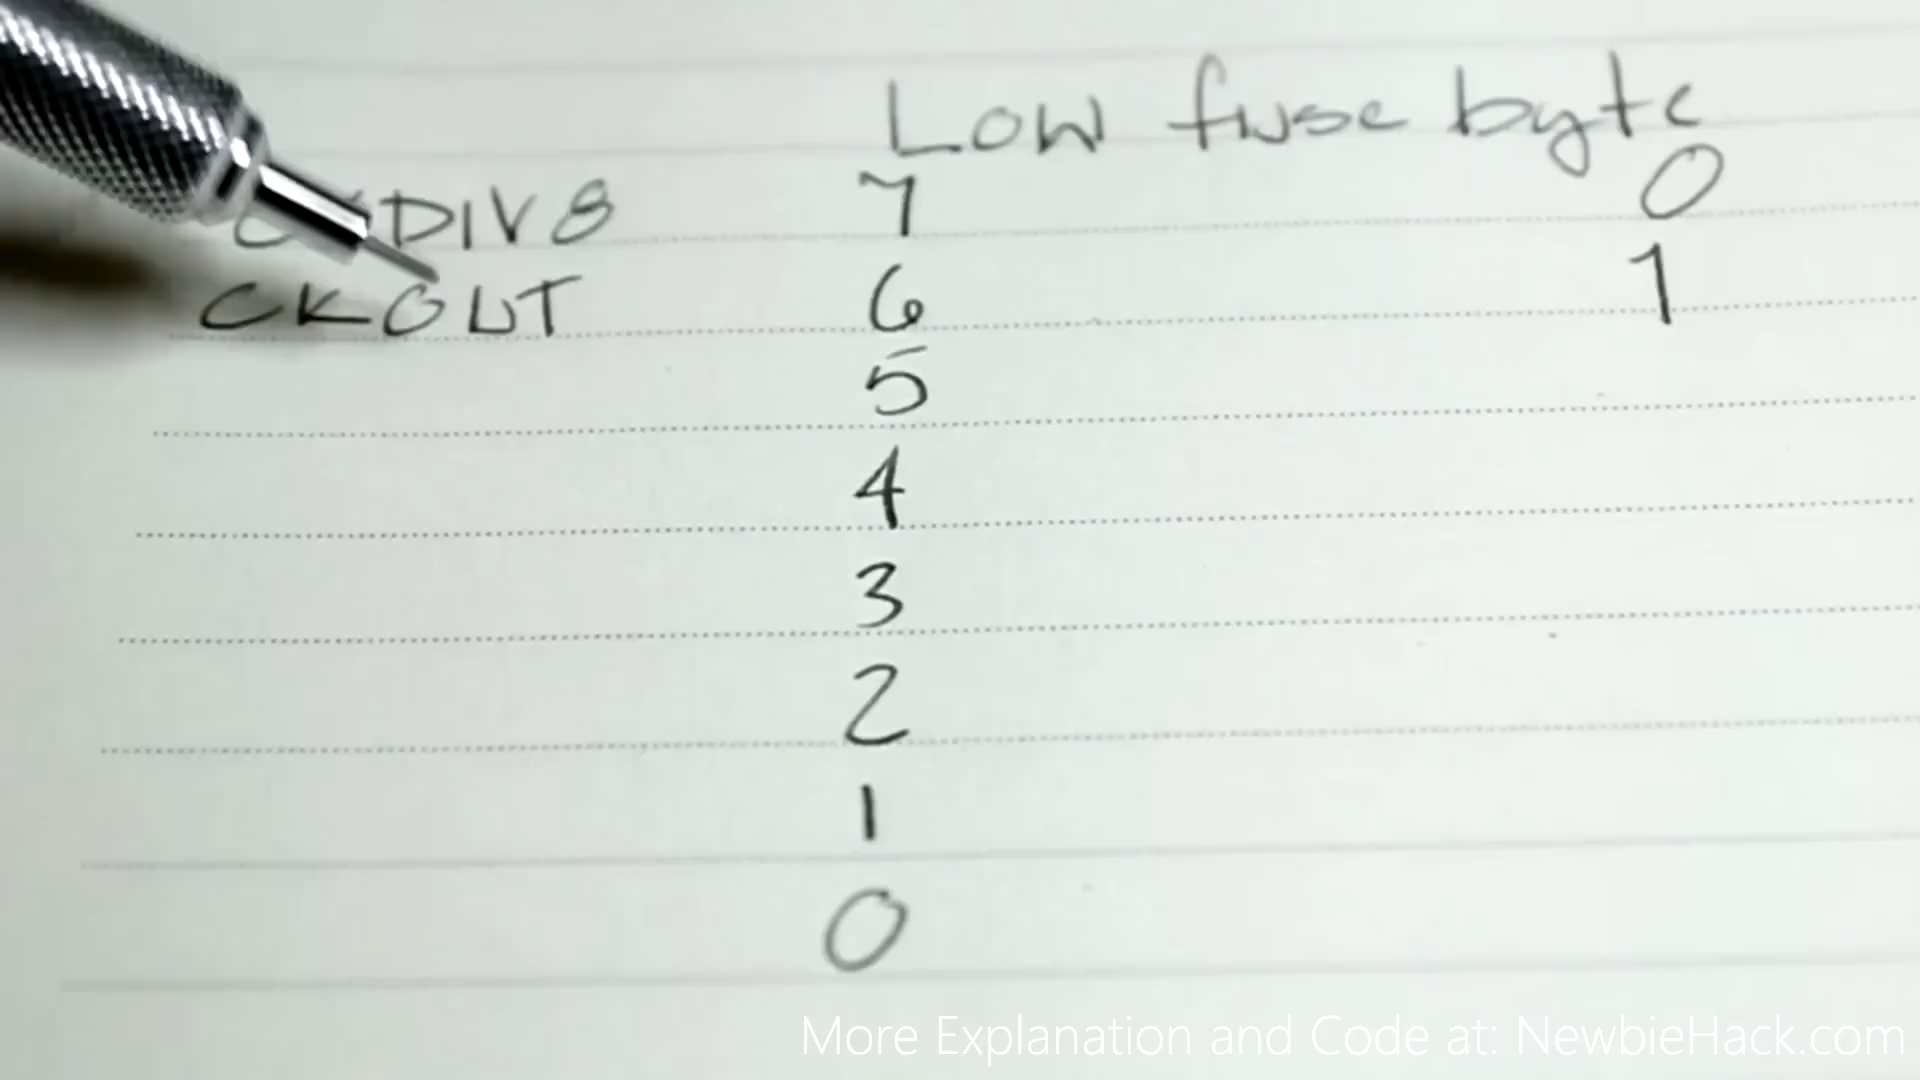 Low fuse byte
DIV8 7 0
CKOUT 6 1
5
4
3
2
1
0
More Explanation and Code at: NewbieHack.com